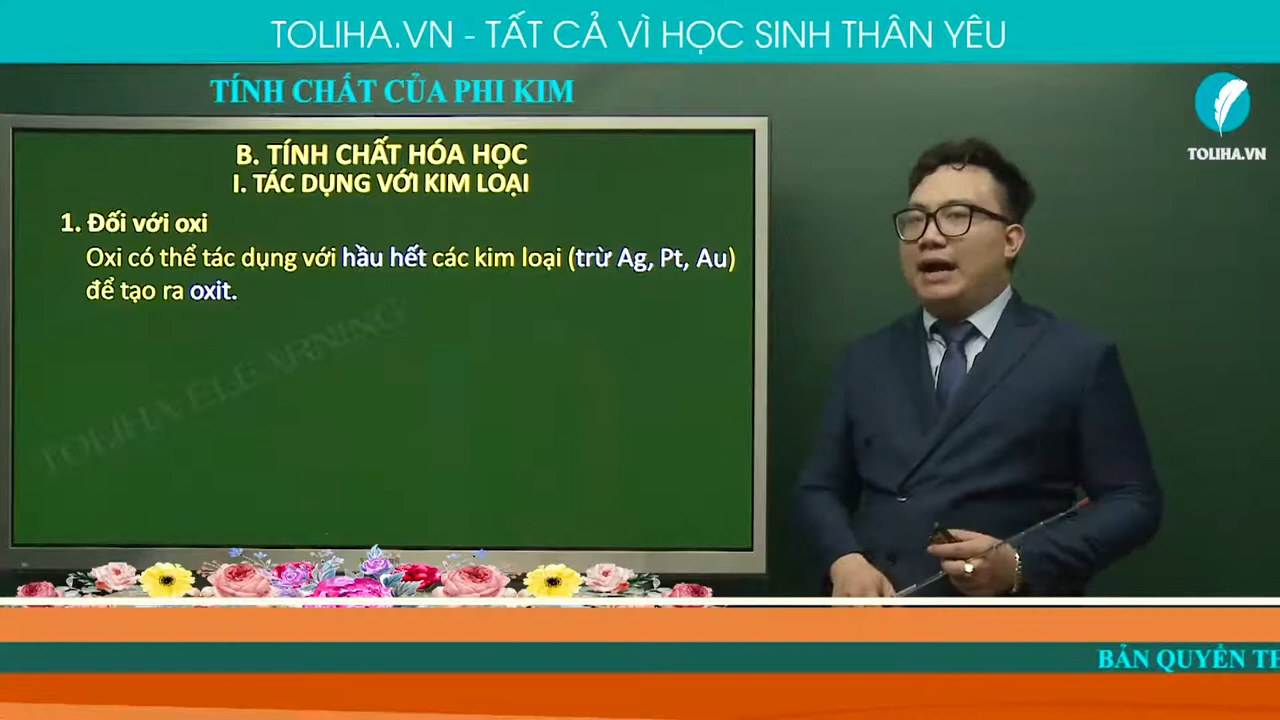 TOLIHA.VN - TẤT CẢ VÌ HỌC SINH THÂN YÊU
TÍNH CHẤT CỦA PHI KIM
TOLIHA.VN
B. TÍNH CHẤT HÓA HỌC
I. TÁC DỤNG VỚI KIM LOẠI
1. Đối với oxi
Oxi có thể tác dụng với hầu hết các kim loại (trừ Ag, Pt, Au)
để tạo ra oxit.
TOLIHA ELEARNING
BẢN QUYỀN